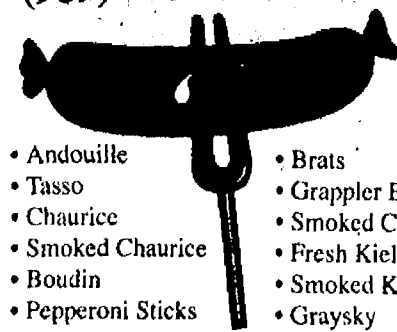 • Andouille
• Tasso
• Chaurice
• Smoked Chaurice
• Boudin
• Pepperoni Sticks
• Brats
• Grappler
• Smoked
• Fresh
• Smoked
• Graysky